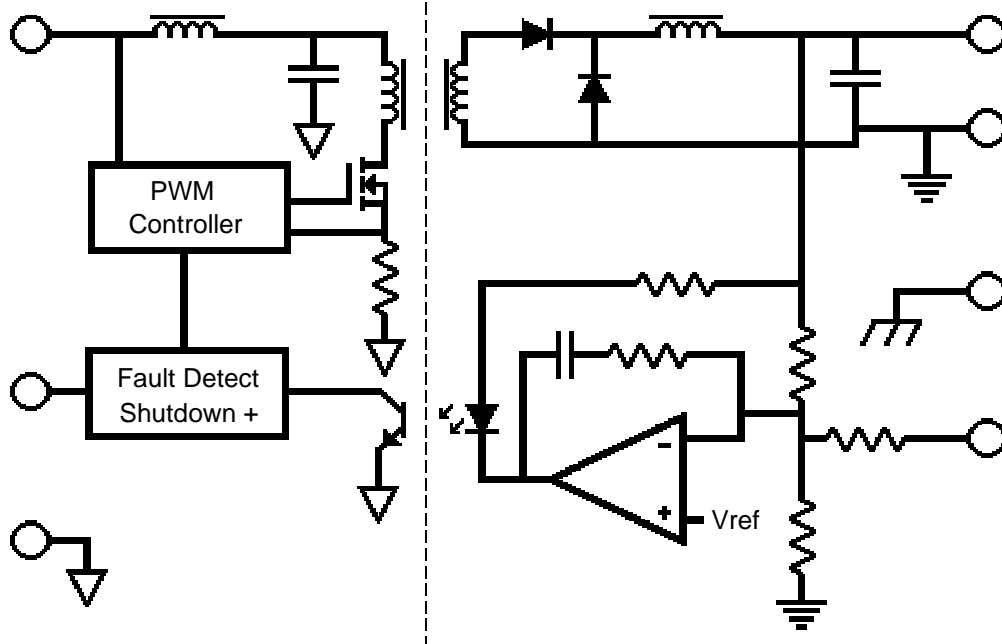 PWM
Controller
Fault Detect
Shutdown +
-
+
Vref